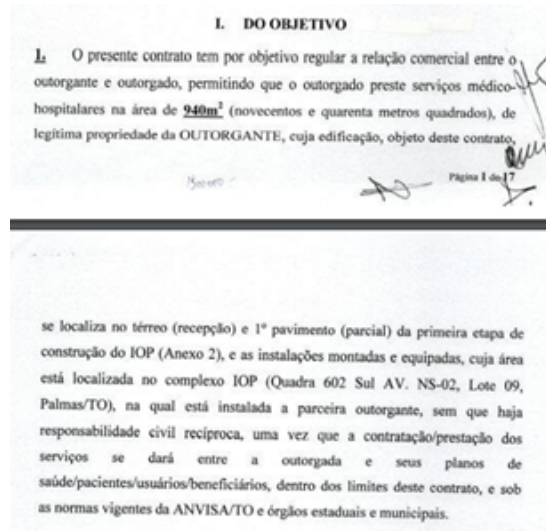 I. DO OBJETIVO
1. O presente contrato tem por objetivo regular a relação comercial entre o
outorgante e outorgado, permitindo que o outorgado preste serviços médico-
hospitalares na área de 940m² (novecentos e quarenta metros quadrados), de
legítima propriedade da OUTORGANTE, cuja edificação, objeto deste contrato,
Página 1 de 17
se localiza no térreo (recepção) e 1º pavimento (parcial) da primeira etapa de
construção do IOP (Anexo 2), e as instalações montadas e equipadas, cuja área
está localizada no complexo IOP (Quadra 602 Sul AV. NS-02, Lote 09,
Palmas/TO), na qual está instalada a parceira outorgante, sem que haja
responsabilidade civil recíproca, uma vez que a contratação/prestação dos
serviços se dará entre a outorgada e seus planos de
saúde/pacientes/usuários/beneficiários, dentro dos limites deste contrato, e sob
as normas vigentes da ANVISA/TO e órgãos estaduais e municipais.